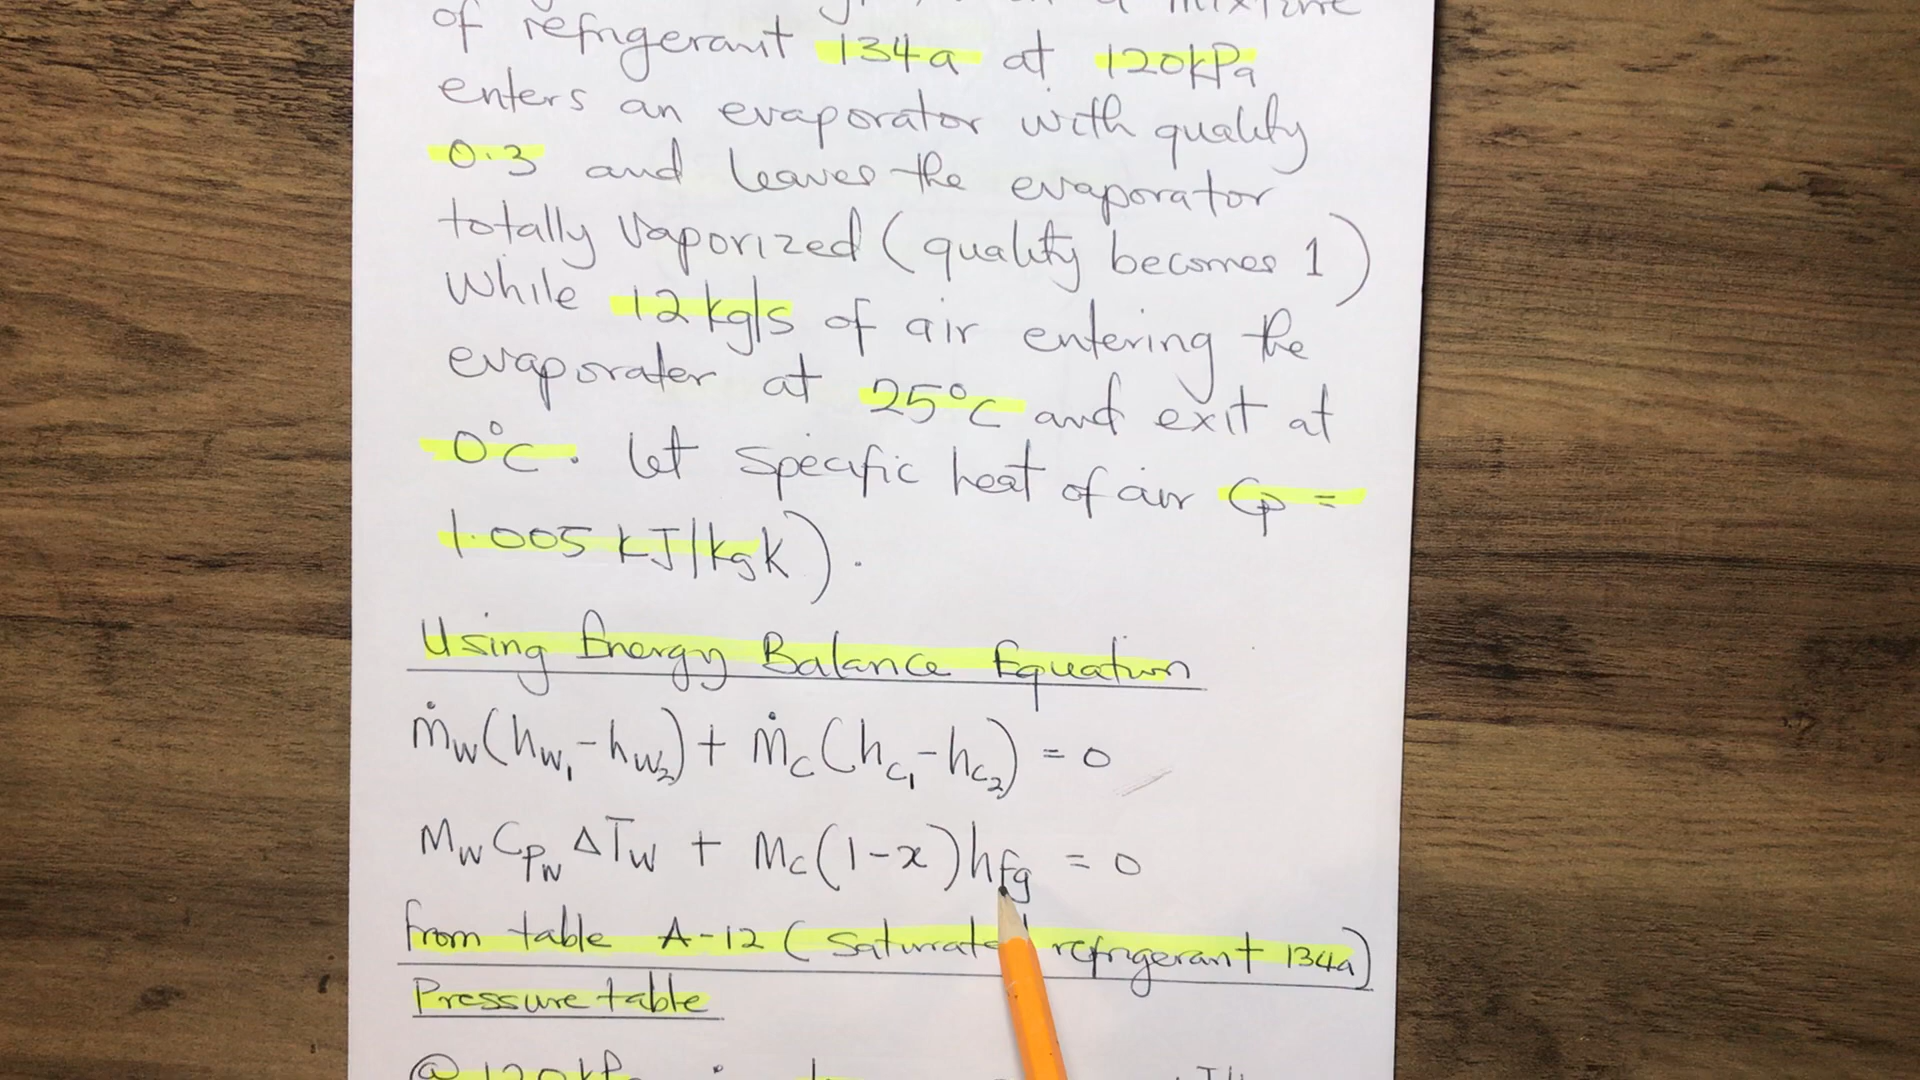 of refrigerant 134a at 120kPa
enters an evaporator with quality
0.3 and leaves the evaporator
totally vaporized (quality becomes 1)
While 12kg/s of air entering the
evaporater at 25°C and exit at
0°C. let specific heat of air Cp =
1.005 kJ/kgK).
Using Energy Balance Equation
ṁw(hw₁-hw₂) + ṁc(hc₁-hc₂) = 0
mwCpwΔTw + mc(1-x)hfg = 0
from table A-12 (Saturated refrigerant 134a)
Pressure table
@ 120kPa